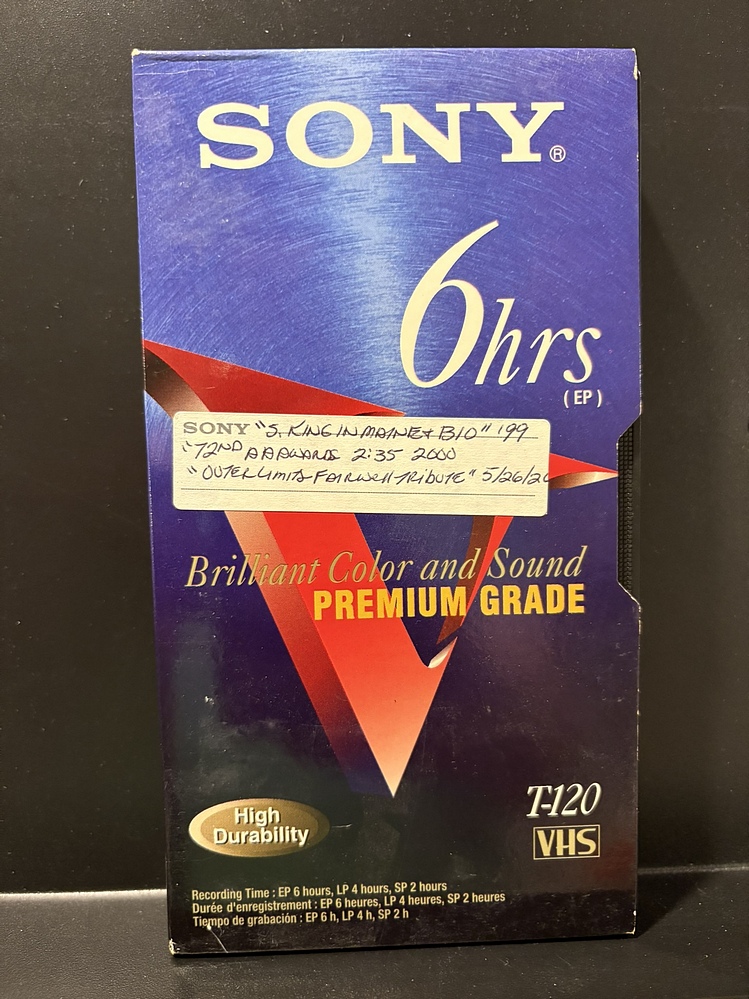 SONY®
6hrs
(EP)
SONY "S. KING IN MAINE & BIO" '99
"72ND AA AWARDS 2:35 2000
"OUTER LIMITS FAREWELL TRIBUTE" 5/26/20
Brilliant Color and Sound
PREMIUM GRADE
T-120
VHS
High
Durability
Recording Time : EP 6 hours, LP 4 hours, SP 2 hours
Durée d'enregistrement : EP 6 heures, LP 4 heures, SP 2 heures
Tiempo de grabación : EP 6 h, LP 4 h, SP 2 h